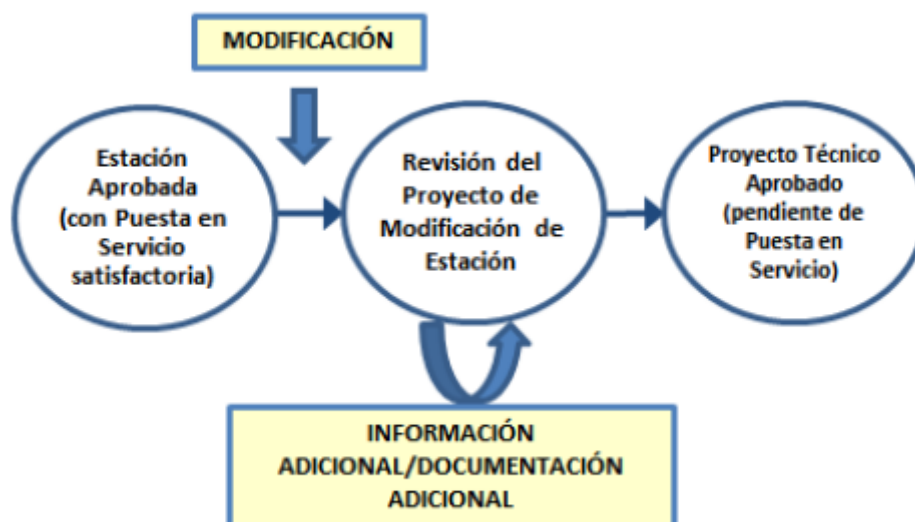 MODIFICACIÓN
Estación
Aprobada
(con Puesta en
Servicio
satisfactoria)
Revisión del
Proyecto de
Modificación de
Estación
Proyecto Técnico
Aprobado
(pendiente de
Puesta en
Servicio)
INFORMACIÓN
ADICIONAL/DOCUMENTACIÓN
ADICIONAL